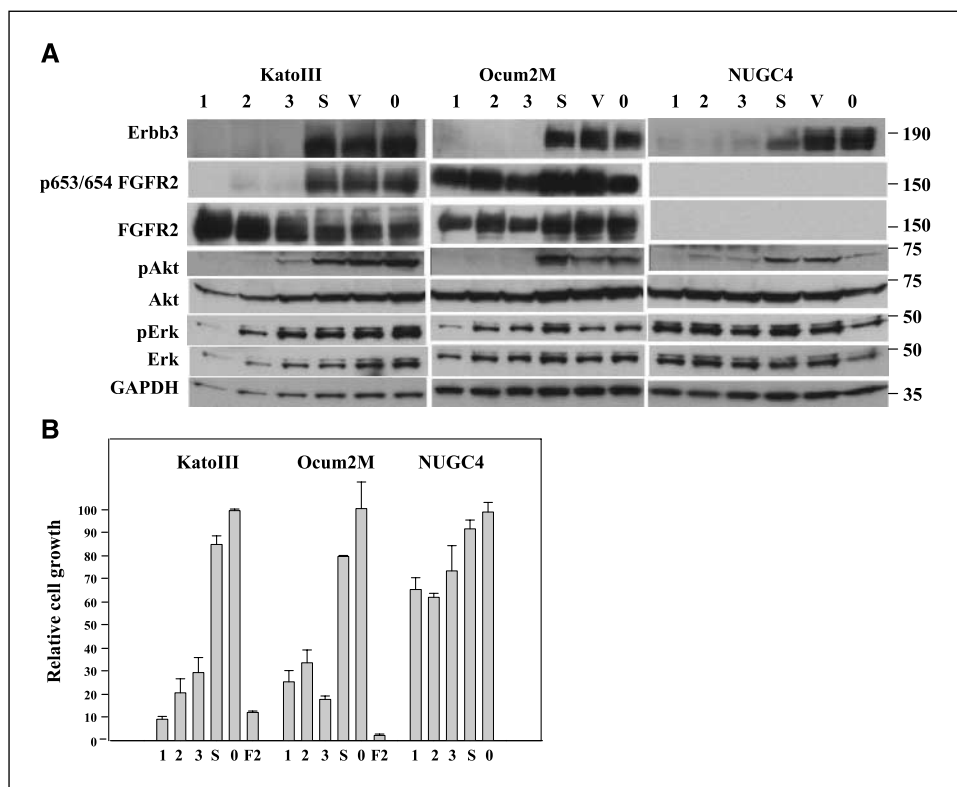 A
KatoIII Ocum2M NUGC4
1 2 3 S V 0 1 2 3 S V 0 1 2 3 S V 0
Erbb3 190
p653/654 FGFR2 150
FGFR2 150
75
pAkt
75
Akt
50
pErk
50
Erk
GAPDH 35
B
KatoIII Ocum2M NUGC4
Relative cell growth
100
90
80
70
60
50
40
30
20
10
0
1 2 3 S 0 F2 1 2 3 S 0 F2 1 2 3 S 0